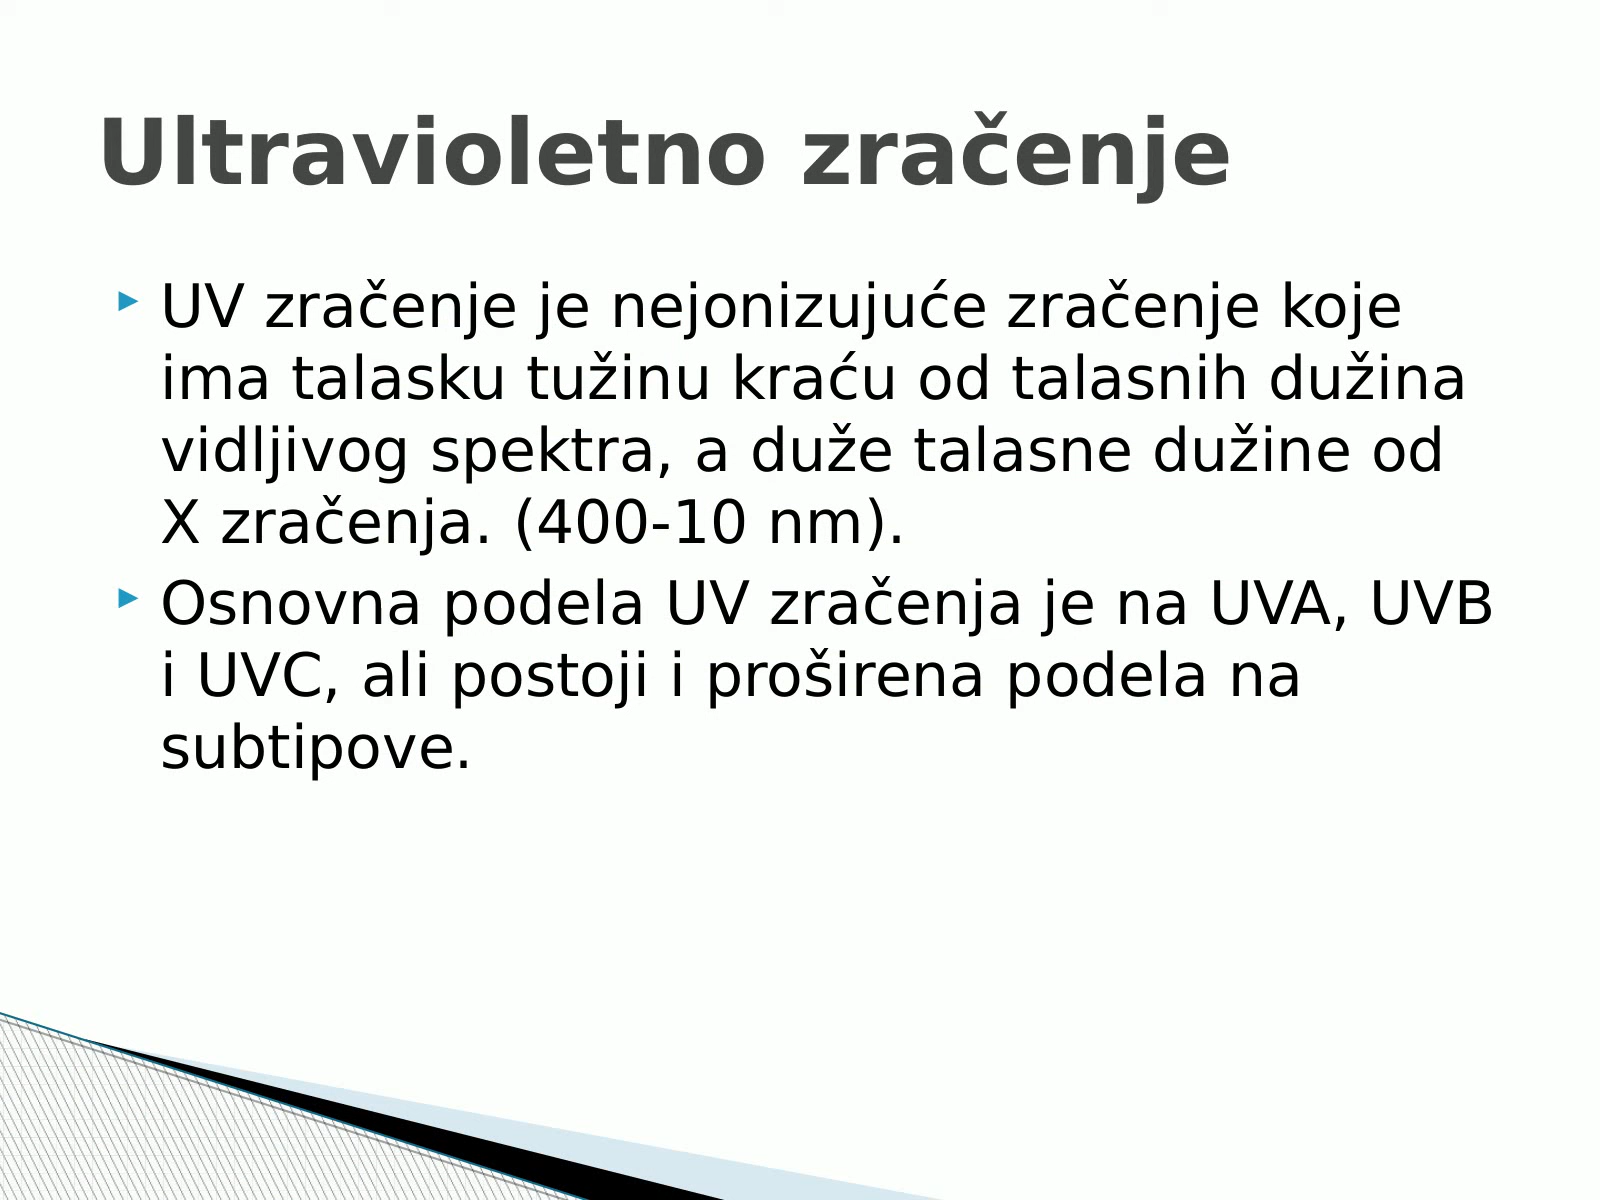 Ultravioletno zračenje
UV zračenje je nejonizujuće zračenje koje
ima talasku tužinu kraću od talasnih dužina
vidljivog spektra, a duže talasne dužine od
X zračenja. (400-10 nm).
Osnovna podela UV zračenja je na UVA, UVB
i UVC, ali postoji i proširena podela na
subtipove.